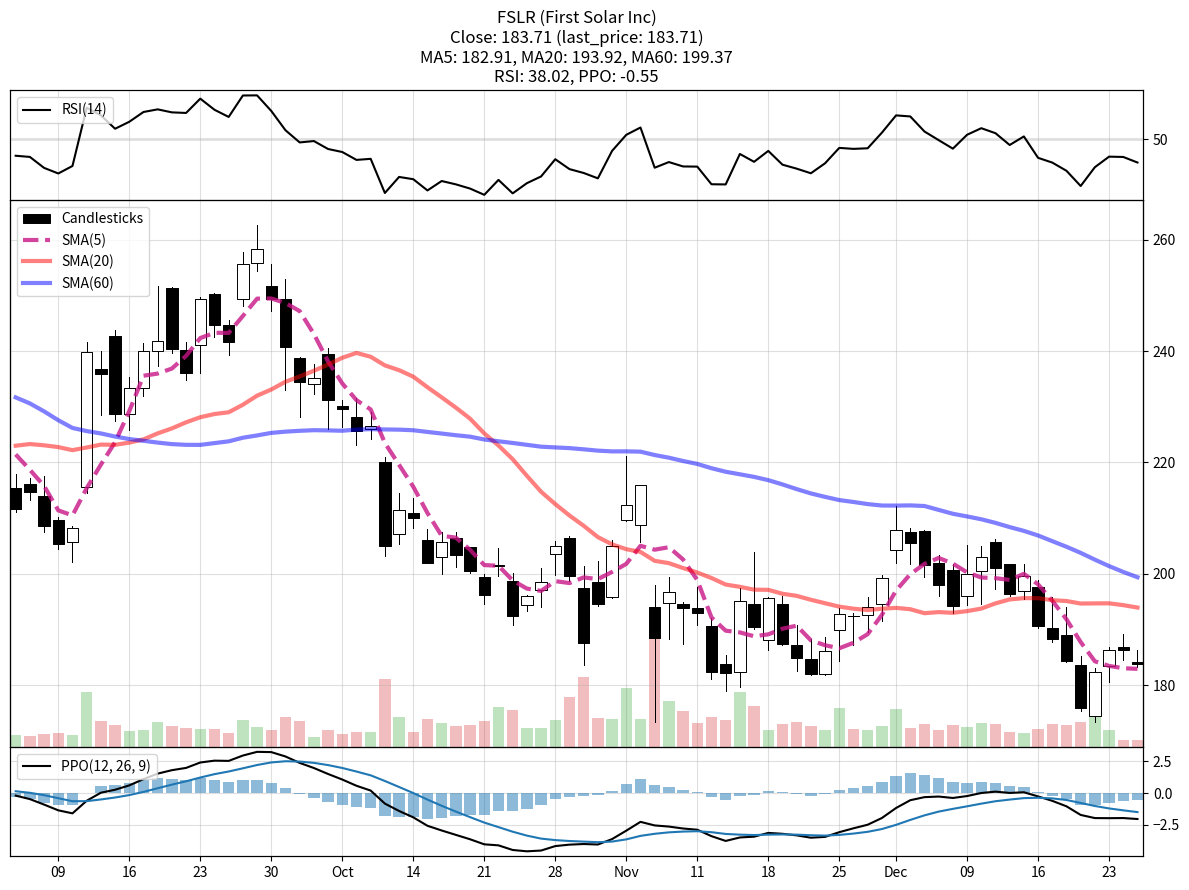 FSLR (First Solar Inc)
Close: 183.71 (last_price: 183.71)
MA5: 182.91, MA20: 193.92, MA60: 199.37
RSI: 38.02, PPO: -0.55
RSI(14)
50
Candlesticks
SMA(5)
SMA(20)
SMA(60)
260
240
220
200
180
PPO(12, 26, 9)
2.5
0.0
−2.5
09 16 23 30 Oct 14 21 28 Nov 11 18 25 Dec 09 16 23